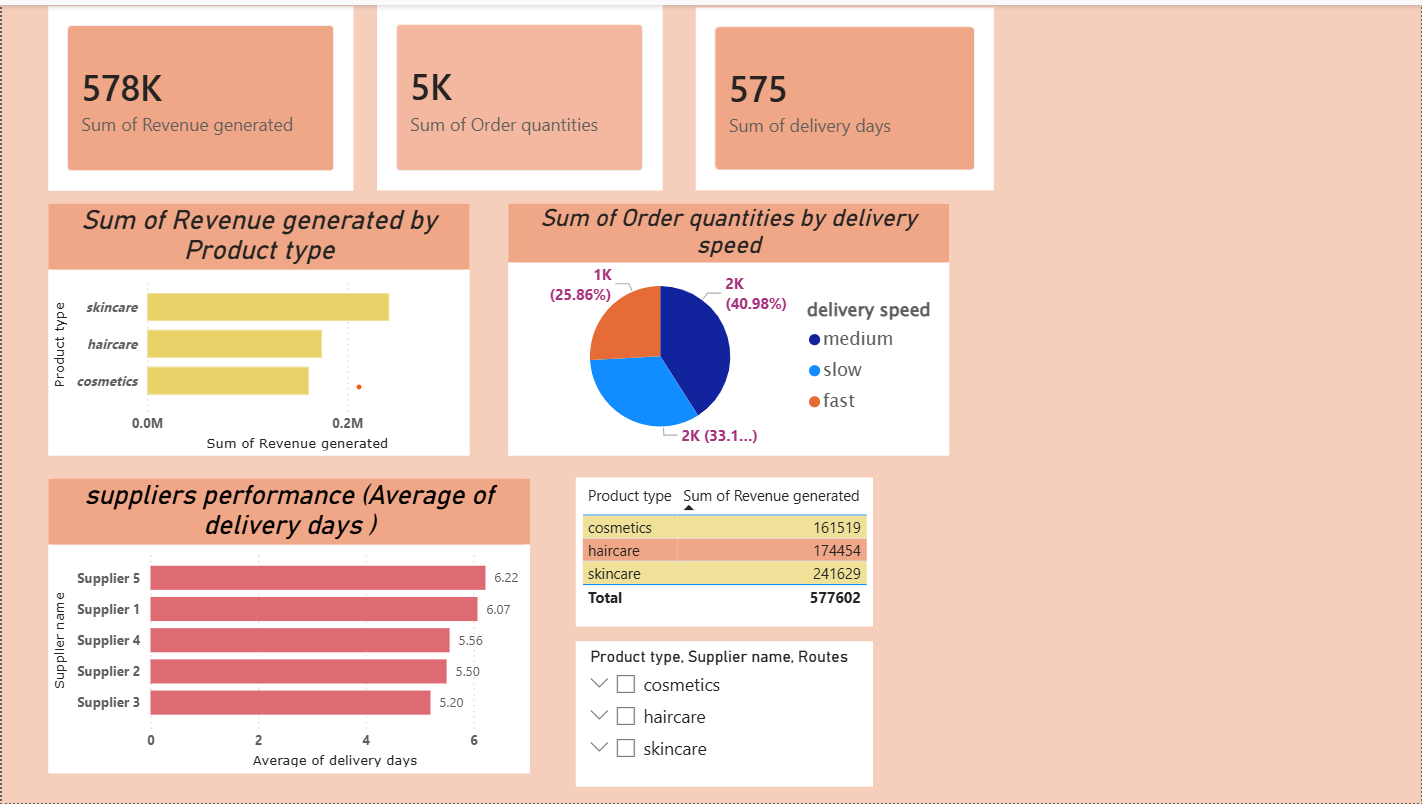 578K
Sum of Revenue generated
5K
Sum of Order quantities
575
Sum of delivery days
Sum of Revenue generated by
Product type
Product type
skincare
haircare
cosmetics
0.0M
0.2M
Sum of Revenue generated
Sum of Order quantities by delivery
speed
1K
(25.86%)
2K
(40.98%)
2K (33.1...)
delivery speed
medium
slow
fast
suppliers performance (Average of
delivery days )
Supplier name
Supplier 5 6.22
Supplier 1 6.07
Supplier 4 5.56
Supplier 2 5.50
Supplier 3 5.20
0 2 4 6
Average of delivery days
Product type Sum of Revenue generated
cosmetics 161519
haircare 174454
skincare 241629
Total 577602
Product type, Supplier name, Routes
cosmetics
haircare
skincare